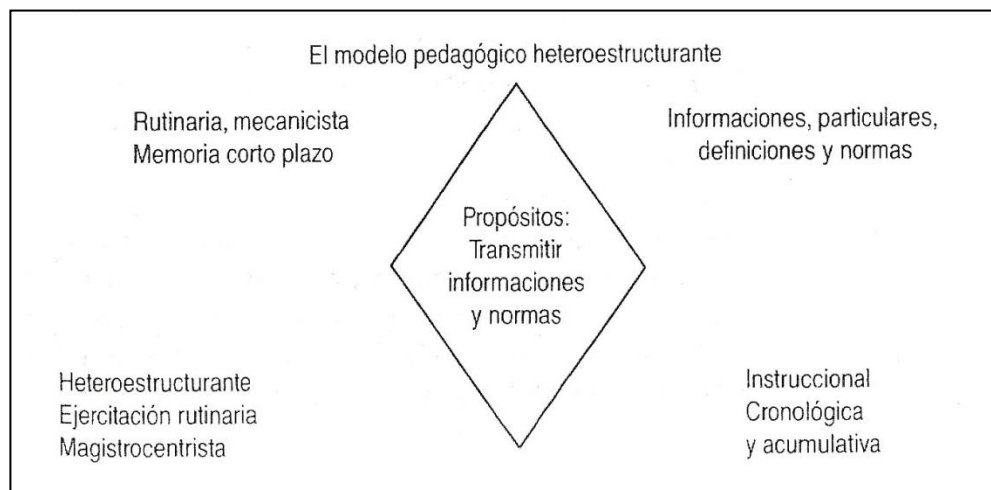 El modelo pedagógico heteroestructurante
Rutinaria, mecanicista
Memoria corto plazo
Informaciones, particulares,
definiciones y normas
Propósitos:
Transmitir
informaciones
y normas
Heteroestructurante
Ejercitación rutinaria
Magistrocentrista
Instruccional
Cronológica
y acumulativa